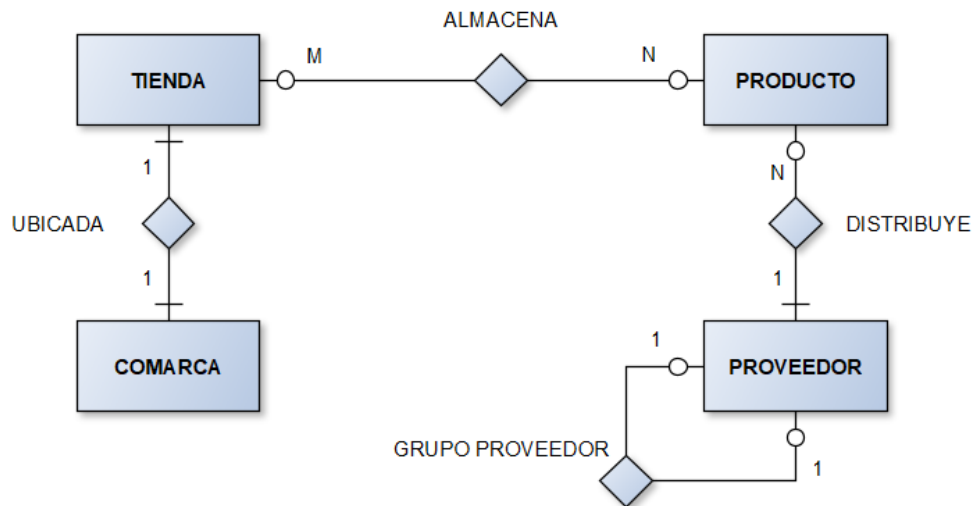 ALMACENA
TIENDA
M
N
PRODUCTO
1
N
UBICADA
DISTRIBUYE
1
1
COMARCA
1
PROVEEDOR
GRUPO PROVEEDOR
1